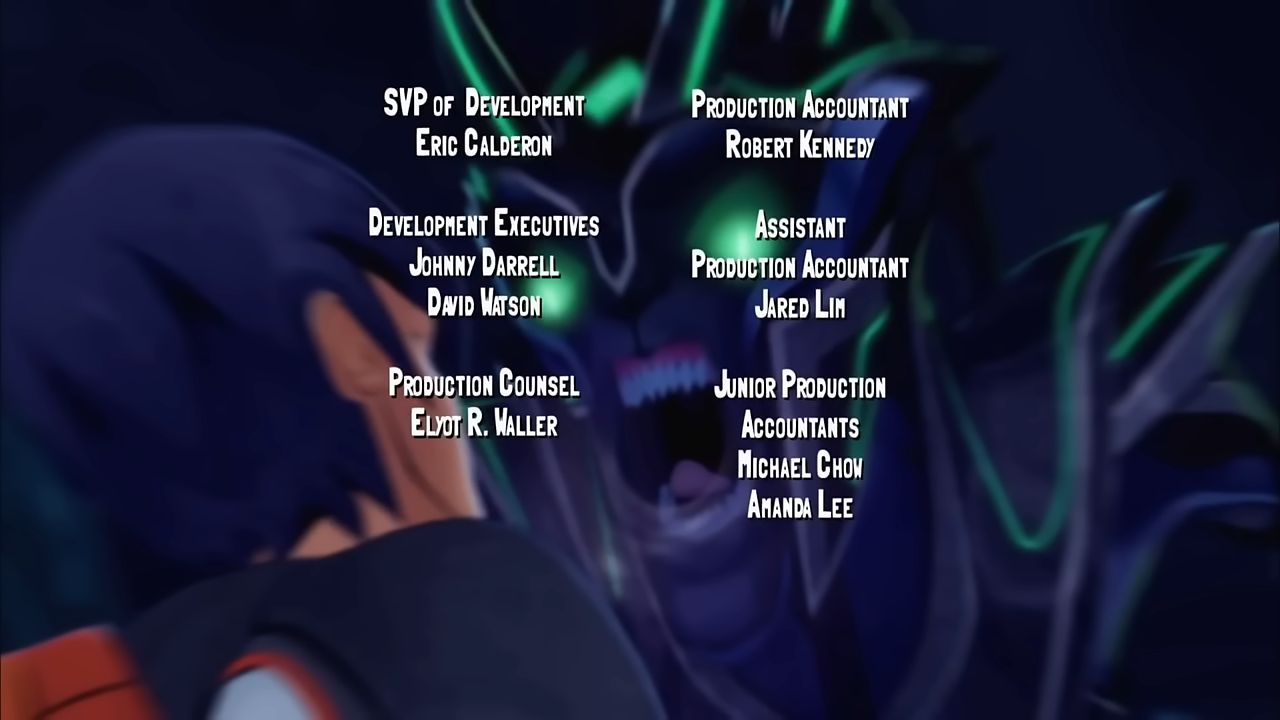 SVP of Development
Eric Calderon
Development Executives
Johnny Darrell
David Watson
Production Counsel
Elyot R. Waller
Production Accountant
Robert Kennedy
Assistant
Production Accountant
Jared Lim
Junior Production
Accountants
Michael Chow
Amanda Lee